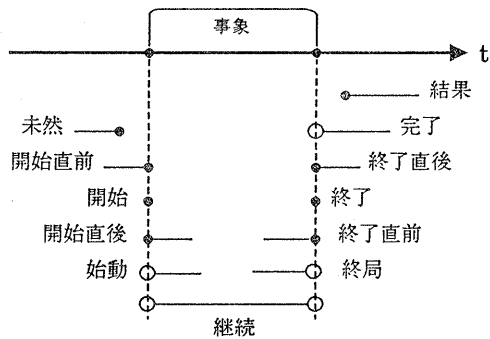 事象
t
結果
未然 完了
開始直前 終了直後
開始 終了
開始直後 終了直前
始動 終局
継続